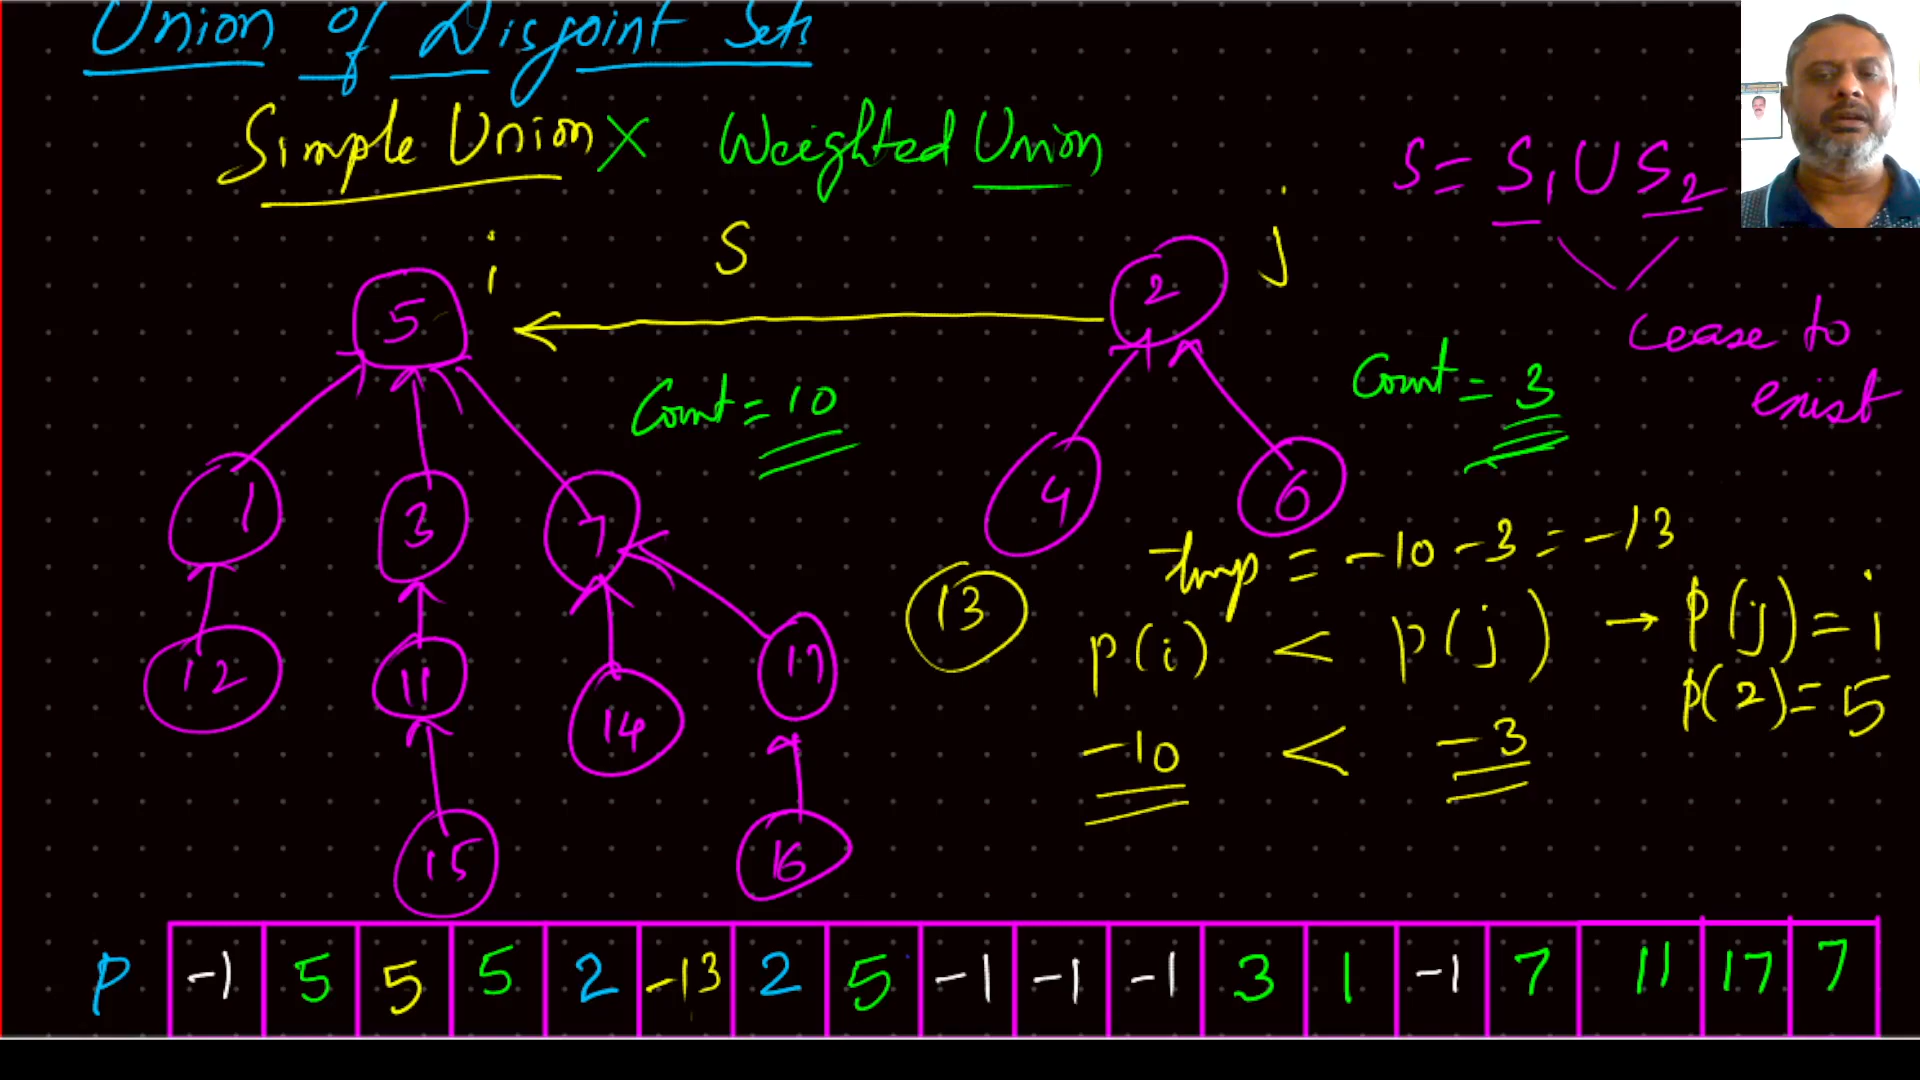 Union of Disjoint Sets
Simple Union X Weighted Union
S = S1 U S2
cease to
exist
i
S
j
5
2
Count = 10
Count = 3
1
3
7
4
6
tmp = -10 -3 = -13
13
p(i) < p(j) → p(j) = i
p(2) = 5
12
11
14
17
-10 < -3
15
16
P -1 5 5 5 2 -13 2 5 -1 -1 -1 3 1 -1 7 11 17 7